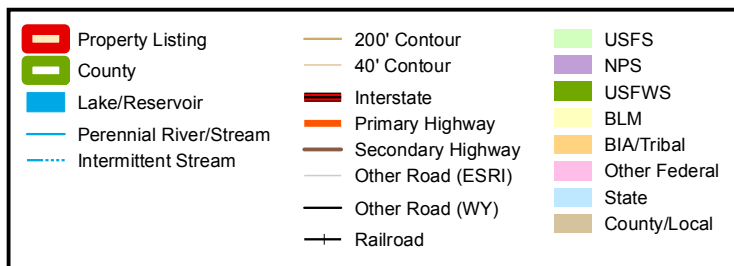 Property Listing
County
Lake/Reservoir
Perennial River/Stream
Intermittent Stream
200' Contour
40' Contour
Interstate
Primary Highway
Secondary Highway
Other Road (ESRI)
Other Road (WY)
Railroad
USFS
NPS
USFWS
BLM
BIA/Tribal
Other Federal
State
County/Local